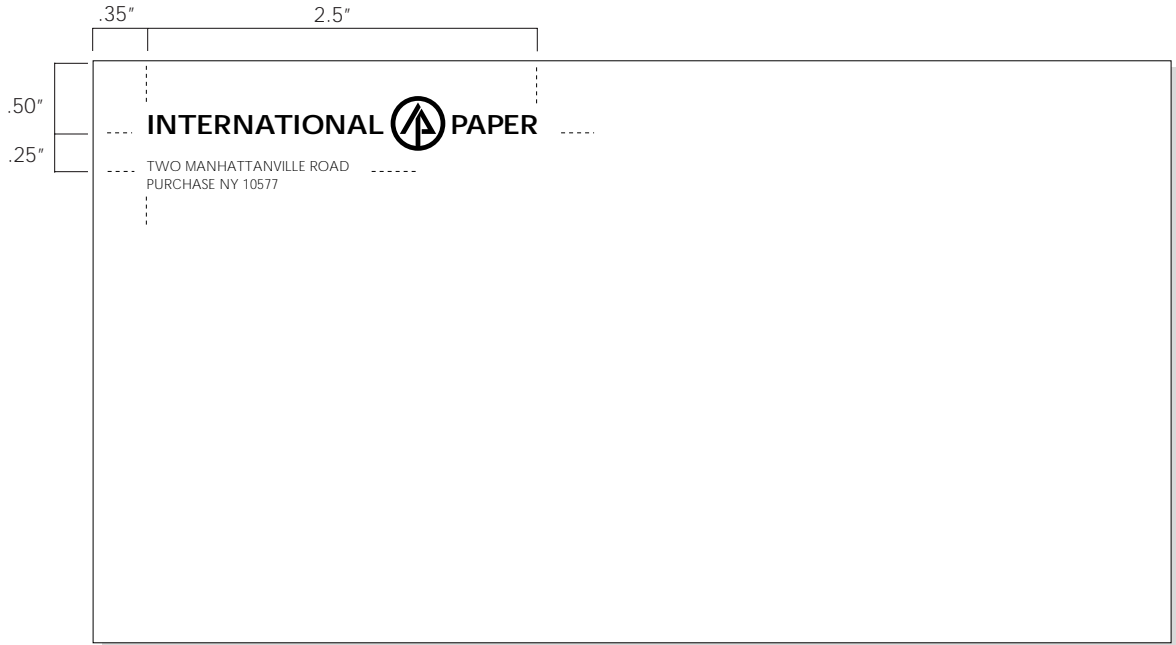 .35” 2.5”
.50”
INTERNATIONAL PAPER
.25”
TWO MANHATTANVILLE ROAD
PURCHASE NY 10577